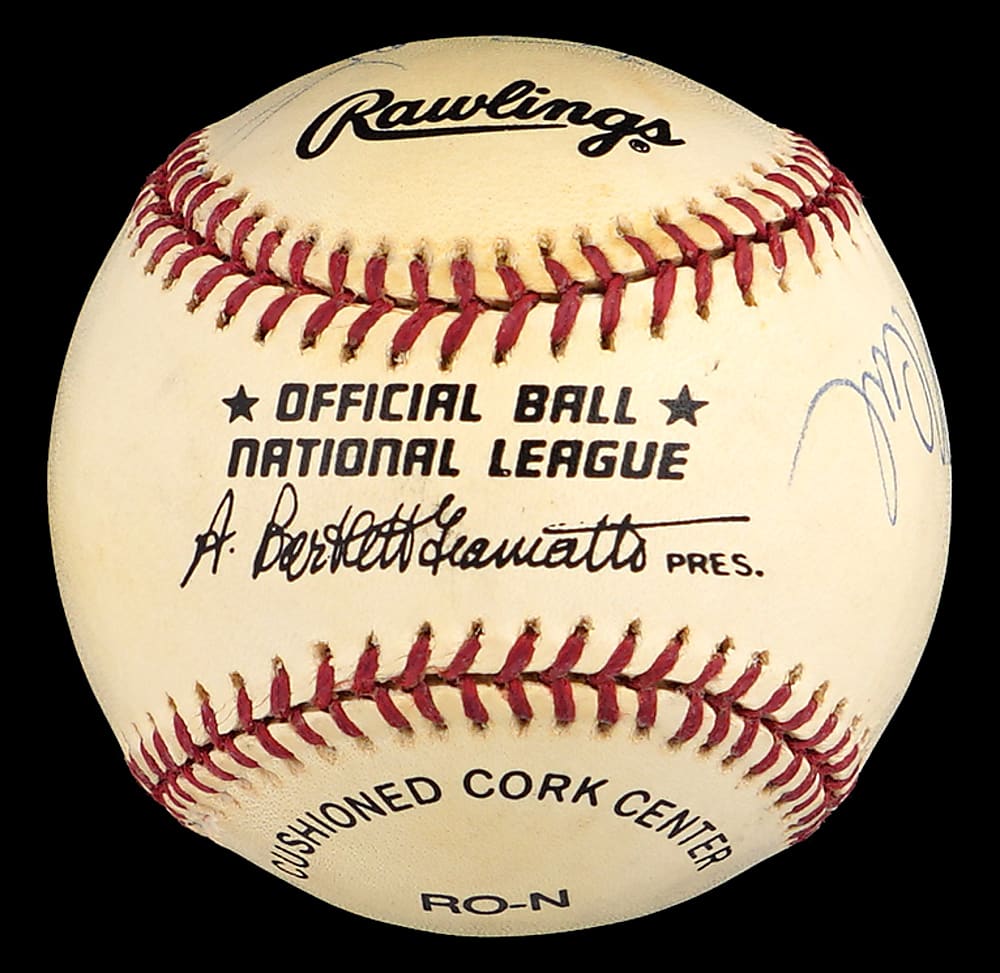 Rawlings®
★ OFFICIAL BALL ★
NATIONAL LEAGUE
A. Bartlett Giamatti PRES.
CUSHIONED CORK CENTER
RO-N